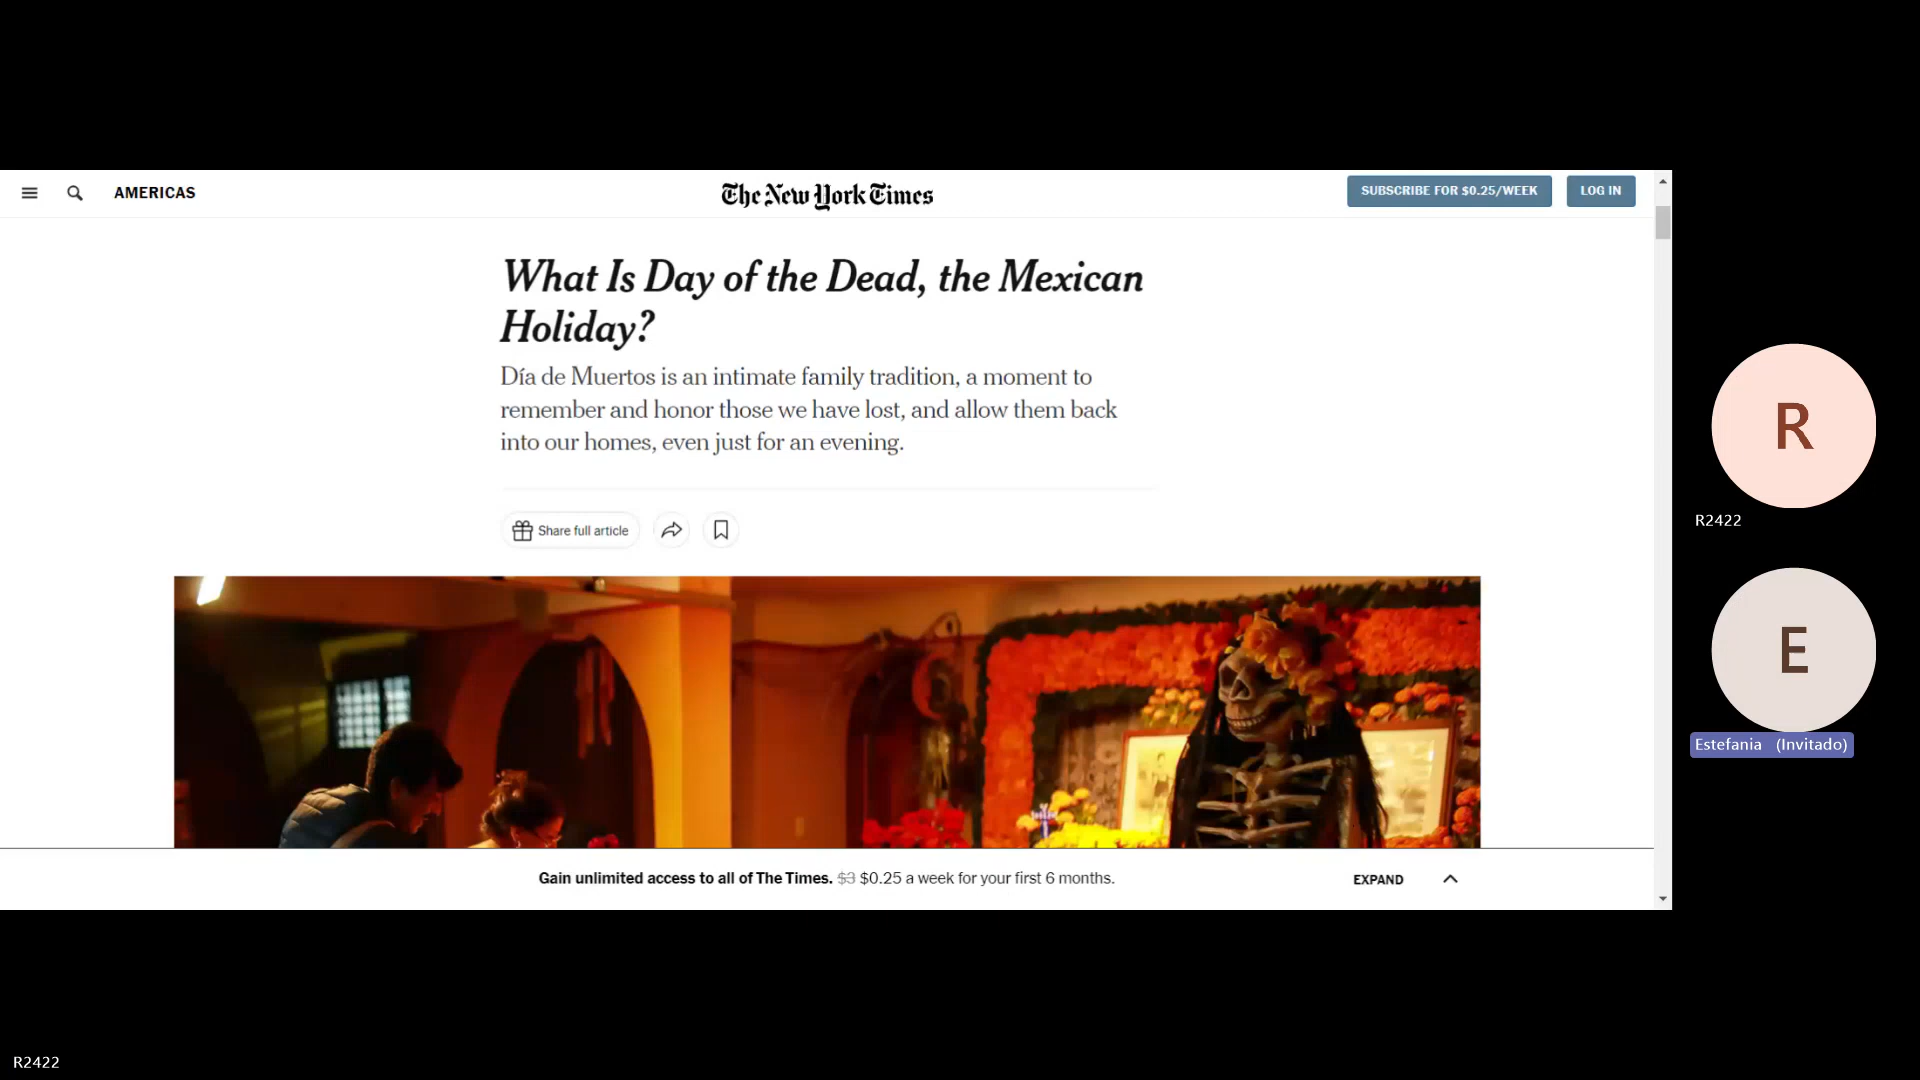 AMERICAS
The New York Times
SUBSCRIBE FOR $0.25/WEEK
LOG IN
What Is Day of the Dead, the Mexican
Holiday?
Día de Muertos is an intimate family tradition, a moment to
remember and honor those we have lost, and allow them back
into our homes, even just for an evening.
Share full article
Gain unlimited access to all of The Times. $3 $0.25 a week for your first 6 months.
EXPAND
R
R2422
E
Estefania (Invitado)
R2422